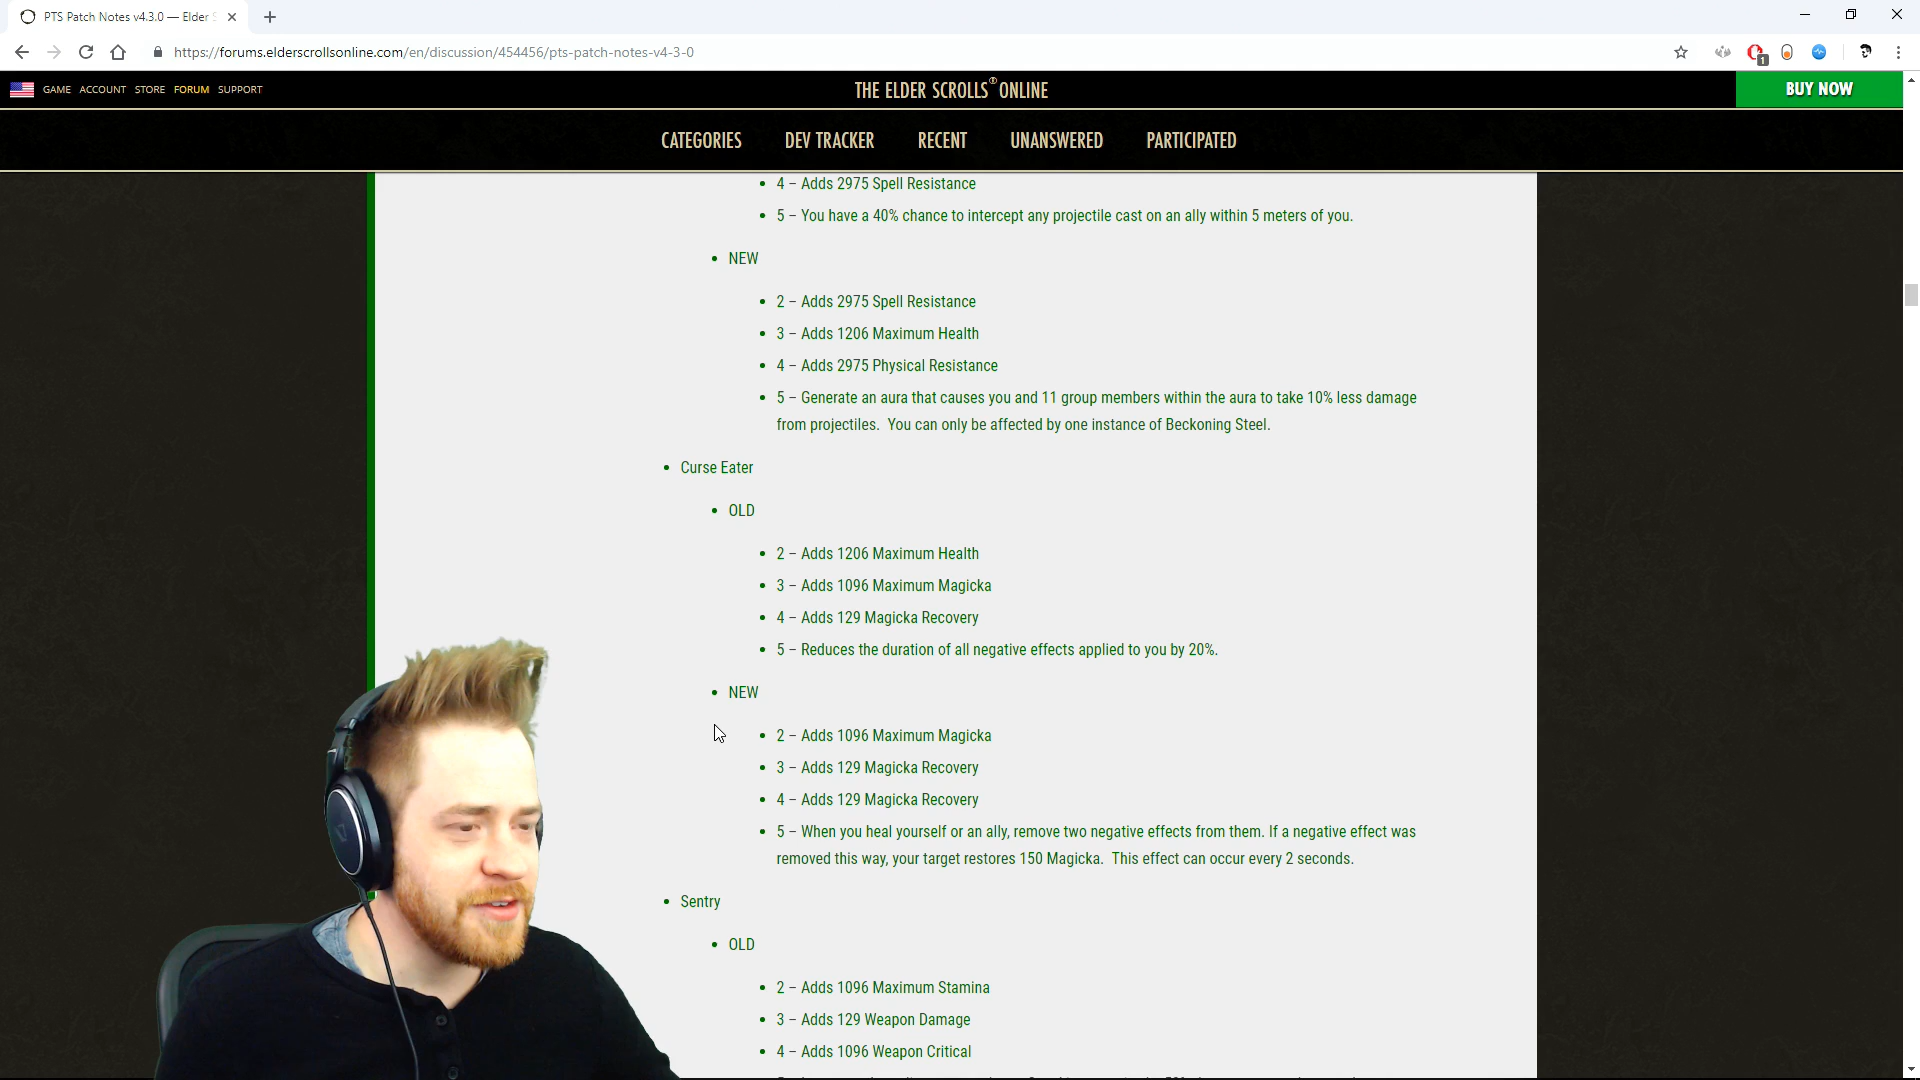 PTS Patch Notes v4.3.0 — Elder S
https://forums.elderscrollsonline.com/en/discussion/454456/pts-patch-notes-v4-3-0
1
GAME ACCOUNT STORE FORUM SUPPORT
THE ELDER SCROLLS ONLINE
BUY NOW
CATEGORIES DEV TRACKER RECENT UNANSWERED PARTICIPATED
• 4 – Adds 2975 Spell Resistance
• 5 – You have a 40% chance to intercept any projectile cast on an ally within 5 meters of you.
• NEW
• 2 – Adds 2975 Spell Resistance
• 3 – Adds 1206 Maximum Health
• 4 – Adds 2975 Physical Resistance
• 5 – Generate an aura that causes you and 11 group members within the aura to take 10% less damage
from projectiles. You can only be affected by one instance of Beckoning Steel.
• Curse Eater
• OLD
• 2 – Adds 1206 Maximum Health
• 3 – Adds 1096 Maximum Magicka
• 4 – Adds 129 Magicka Recovery
• 5 – Reduces the duration of all negative effects applied to you by 20%.
• NEW
• 2 – Adds 1096 Maximum Magicka
• 3 – Adds 129 Magicka Recovery
• 4 – Adds 129 Magicka Recovery
• 5 – When you heal yourself or an ally, remove two negative effects from them. If a negative effect was
removed this way, your target restores 150 Magicka. This effect can occur every 2 seconds.
• Sentry
• OLD
• 2 – Adds 1096 Maximum Stamina
• 3 – Adds 129 Weapon Damage
• 4 – Adds 1096 Weapon Critical